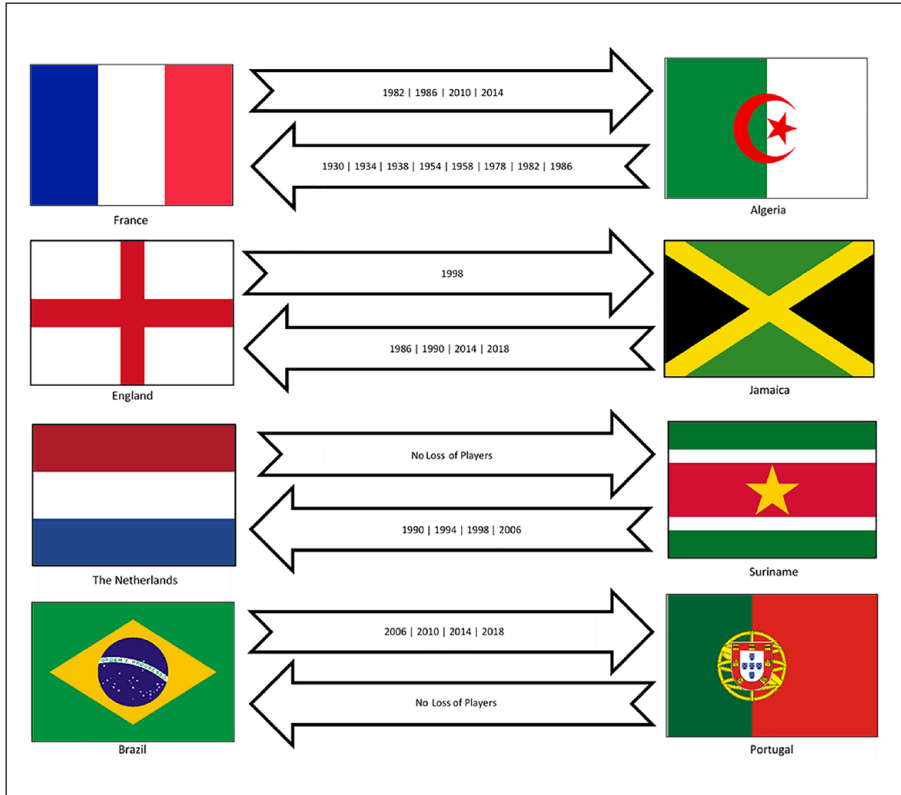 1982 | 1986 | 2010 | 2014
1930 | 1934 | 1938 | 1954 | 1958 | 1978 | 1982 | 1986
France
Algeria
1998
1986 | 1990 | 2014 | 2018
England
Jamaica
No Loss of Players
1990 | 1994 | 1998 | 2006
The Netherlands
Suriname
2006 | 2010 | 2014 | 2018
No Loss of Players
Brazil
Portugal